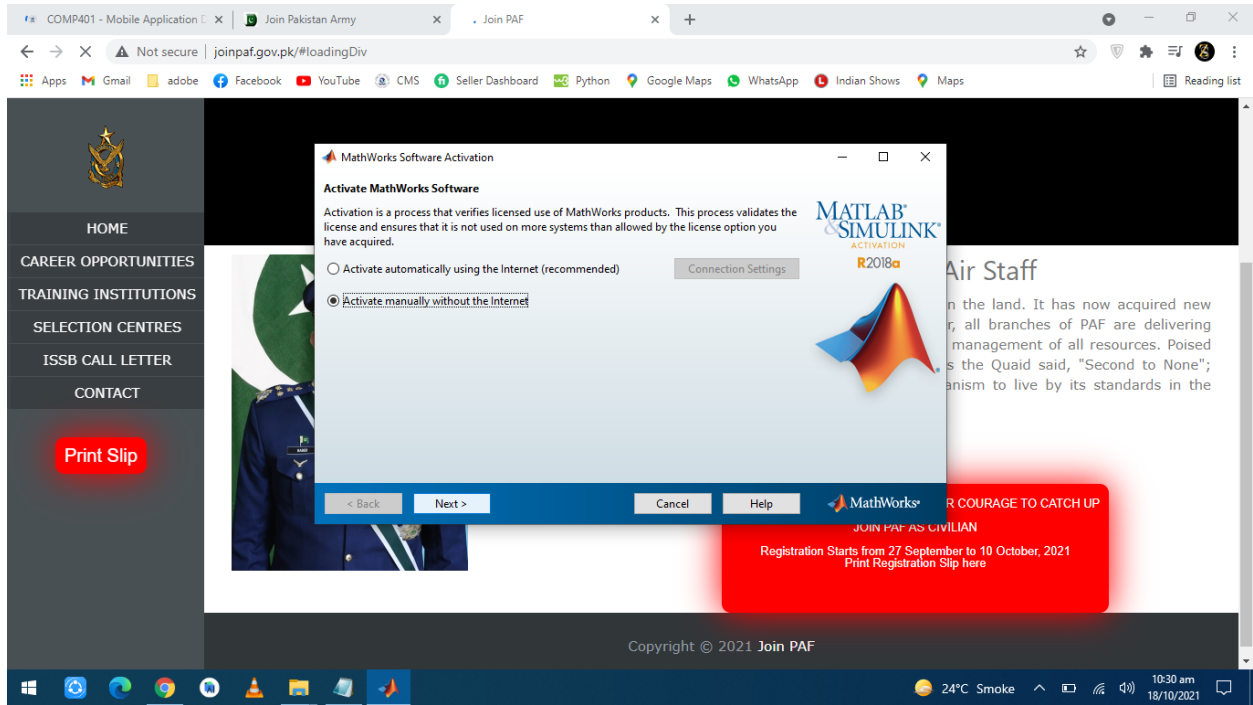 COMP401 - Mobile Application D
Join Pakistan Army
Join PAF
Not secure
joinpaf.gov.pk/#loadingDiv
Apps
Gmail
adobe
Facebook
YouTube
CMS
Seller Dashboard
Python
Google Maps
WhatsApp
Indian Shows
Maps
Reading list
HOME
CAREER OPPORTUNITIES
TRAINING INSTITUTIONS
SELECTION CENTRES
ISSB CALL LETTER
CONTACT
Print Slip
MathWorks Software Activation
Activate MathWorks Software
Activation is a process that verifies licensed use of MathWorks products. This process validates the
license and ensures that it is not used on more systems than allowed by the license option you
have acquired.
Activate automatically using the Internet (recommended)
Connection Settings
Activate manually without the Internet
MATLAB®
&SIMULINK®
ACTIVATION
R2018a
< Back
Next >
Cancel
Help
MathWorks®
Air Staff
n the land. It has now acquired new
r, all branches of PAF are delivering
management of all resources. Poised
s the Quaid said, "Second to None";
anism to live by its standards in the
R COURAGE TO CATCH UP
JOIN PAF AS CIVILIAN
Registration Starts from 27 September to 10 October, 2021
Print Registration Slip here
Copyright © 2021 Join PAF
24°C Smoke
10:30 am
18/10/2021